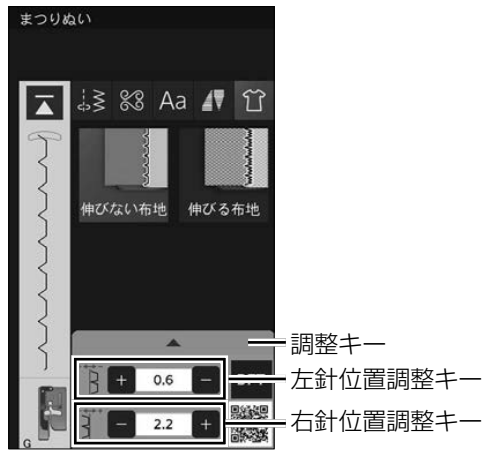 まつりぬい
Aa
伸びない布地
伸びる布地
調整キー
+ 0.6 −
左針位置調整キー
− 2.2 +
右針位置調整キー
G